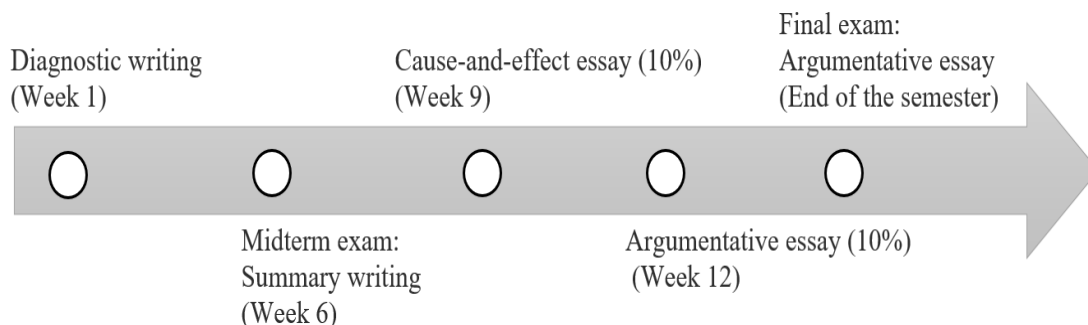 Diagnostic writing
(Week 1)
Midterm exam:
Summary writing
(Week 6)
Cause-and-effect essay (10%)
(Week 9)
Argumentative essay (10%)
(Week 12)
Final exam:
Argumentative essay
(End of the semester)